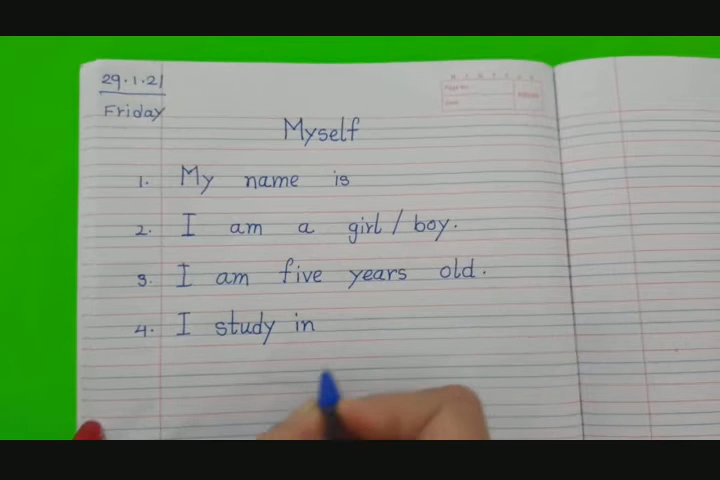 29.1.21
Friday
Myself
1. My name is
2. I am a girl/boy.
3. I am five years old.
4. I study in